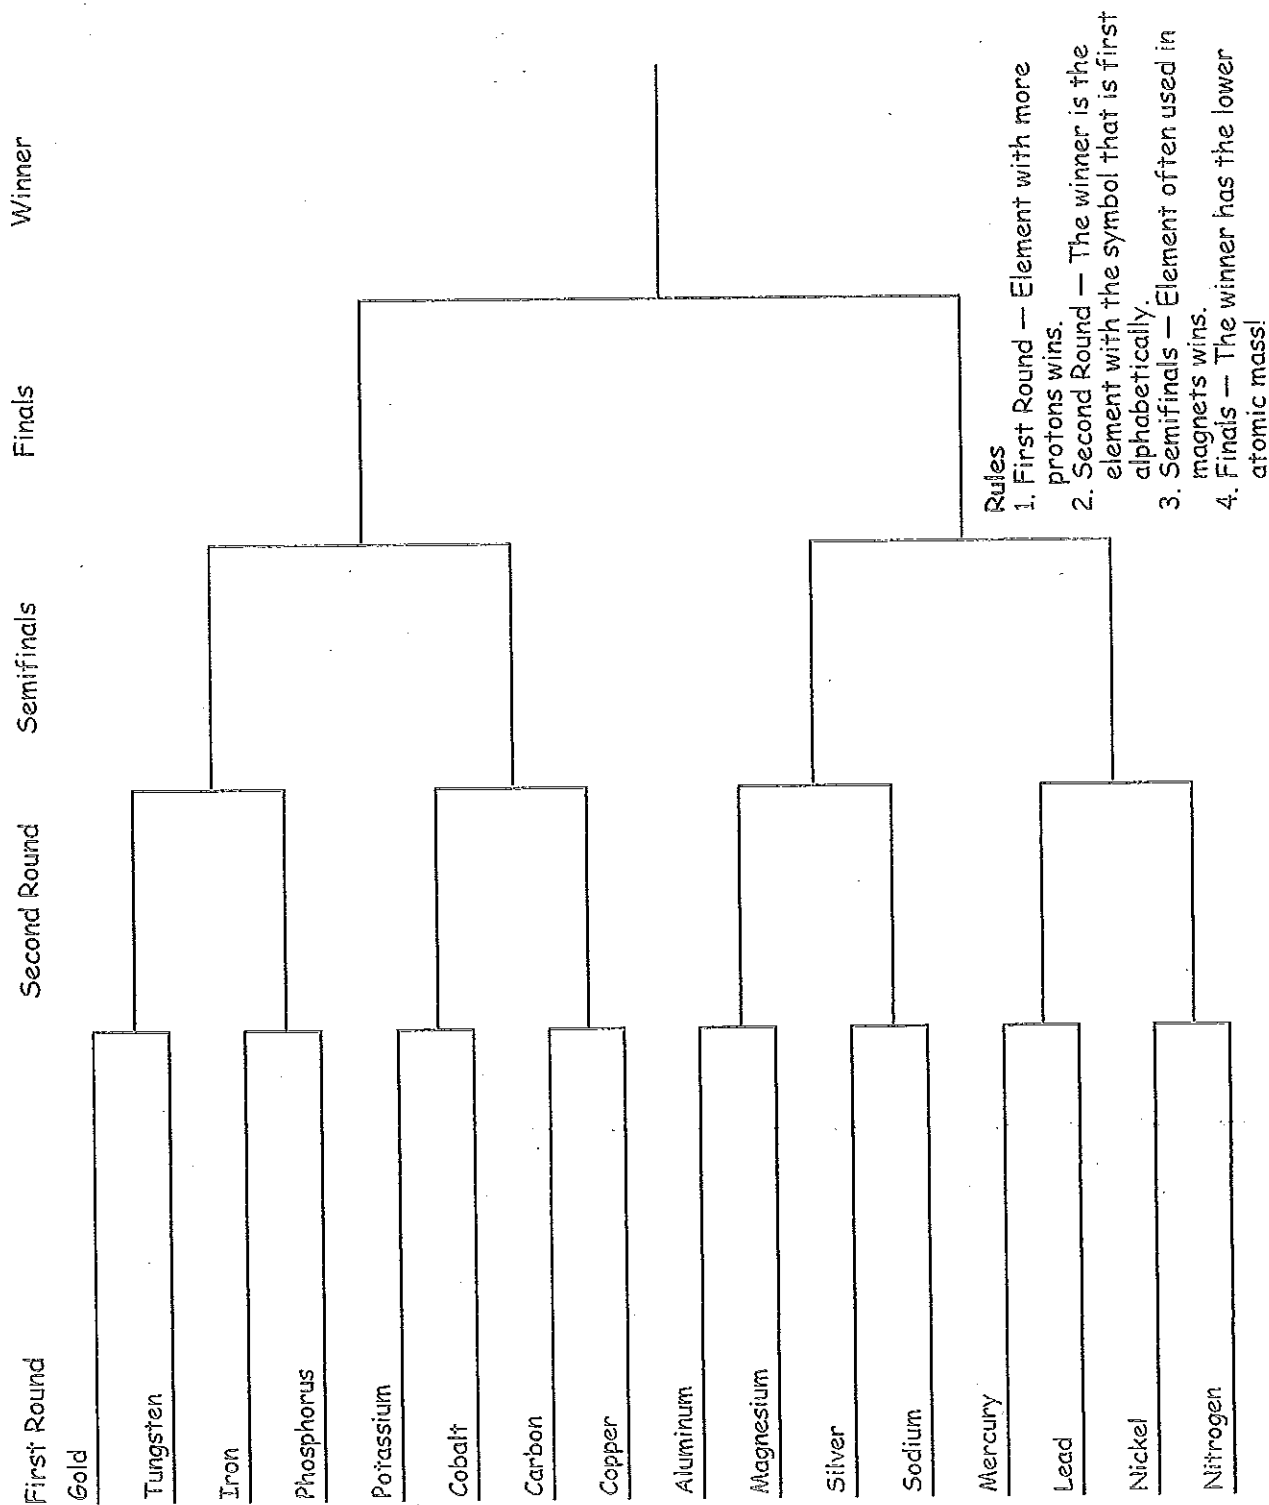 First Round
Second Round
Semifinals
Finals
Winner
Gold
Tungsten
Iron
Phosphorus
Potassium
Cobalt
Carbon
Copper
Aluminum
Magnesium
Silver
Sodium
Mercury
Lead
Nickel
Nitrogen
Rules
1. First Round — Element with more
protons wins.
2. Second Round — The winner is the
element with the symbol that is first
alphabetically.
3. Semifinals — Element often used in
magnets wins.
4. Finals — The winner has the lower
atomic mass!